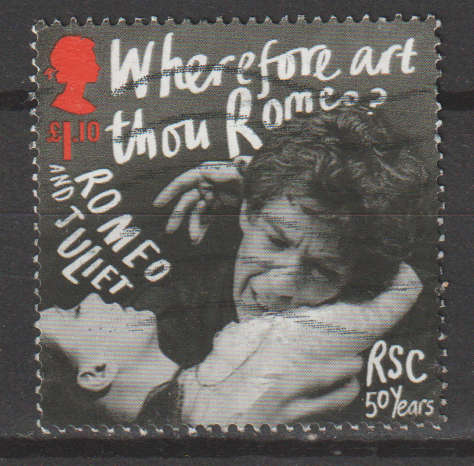 Wherefore art
thou Romeo?
£1.10
ROMEO
AND JULIET
RSC
50 Years